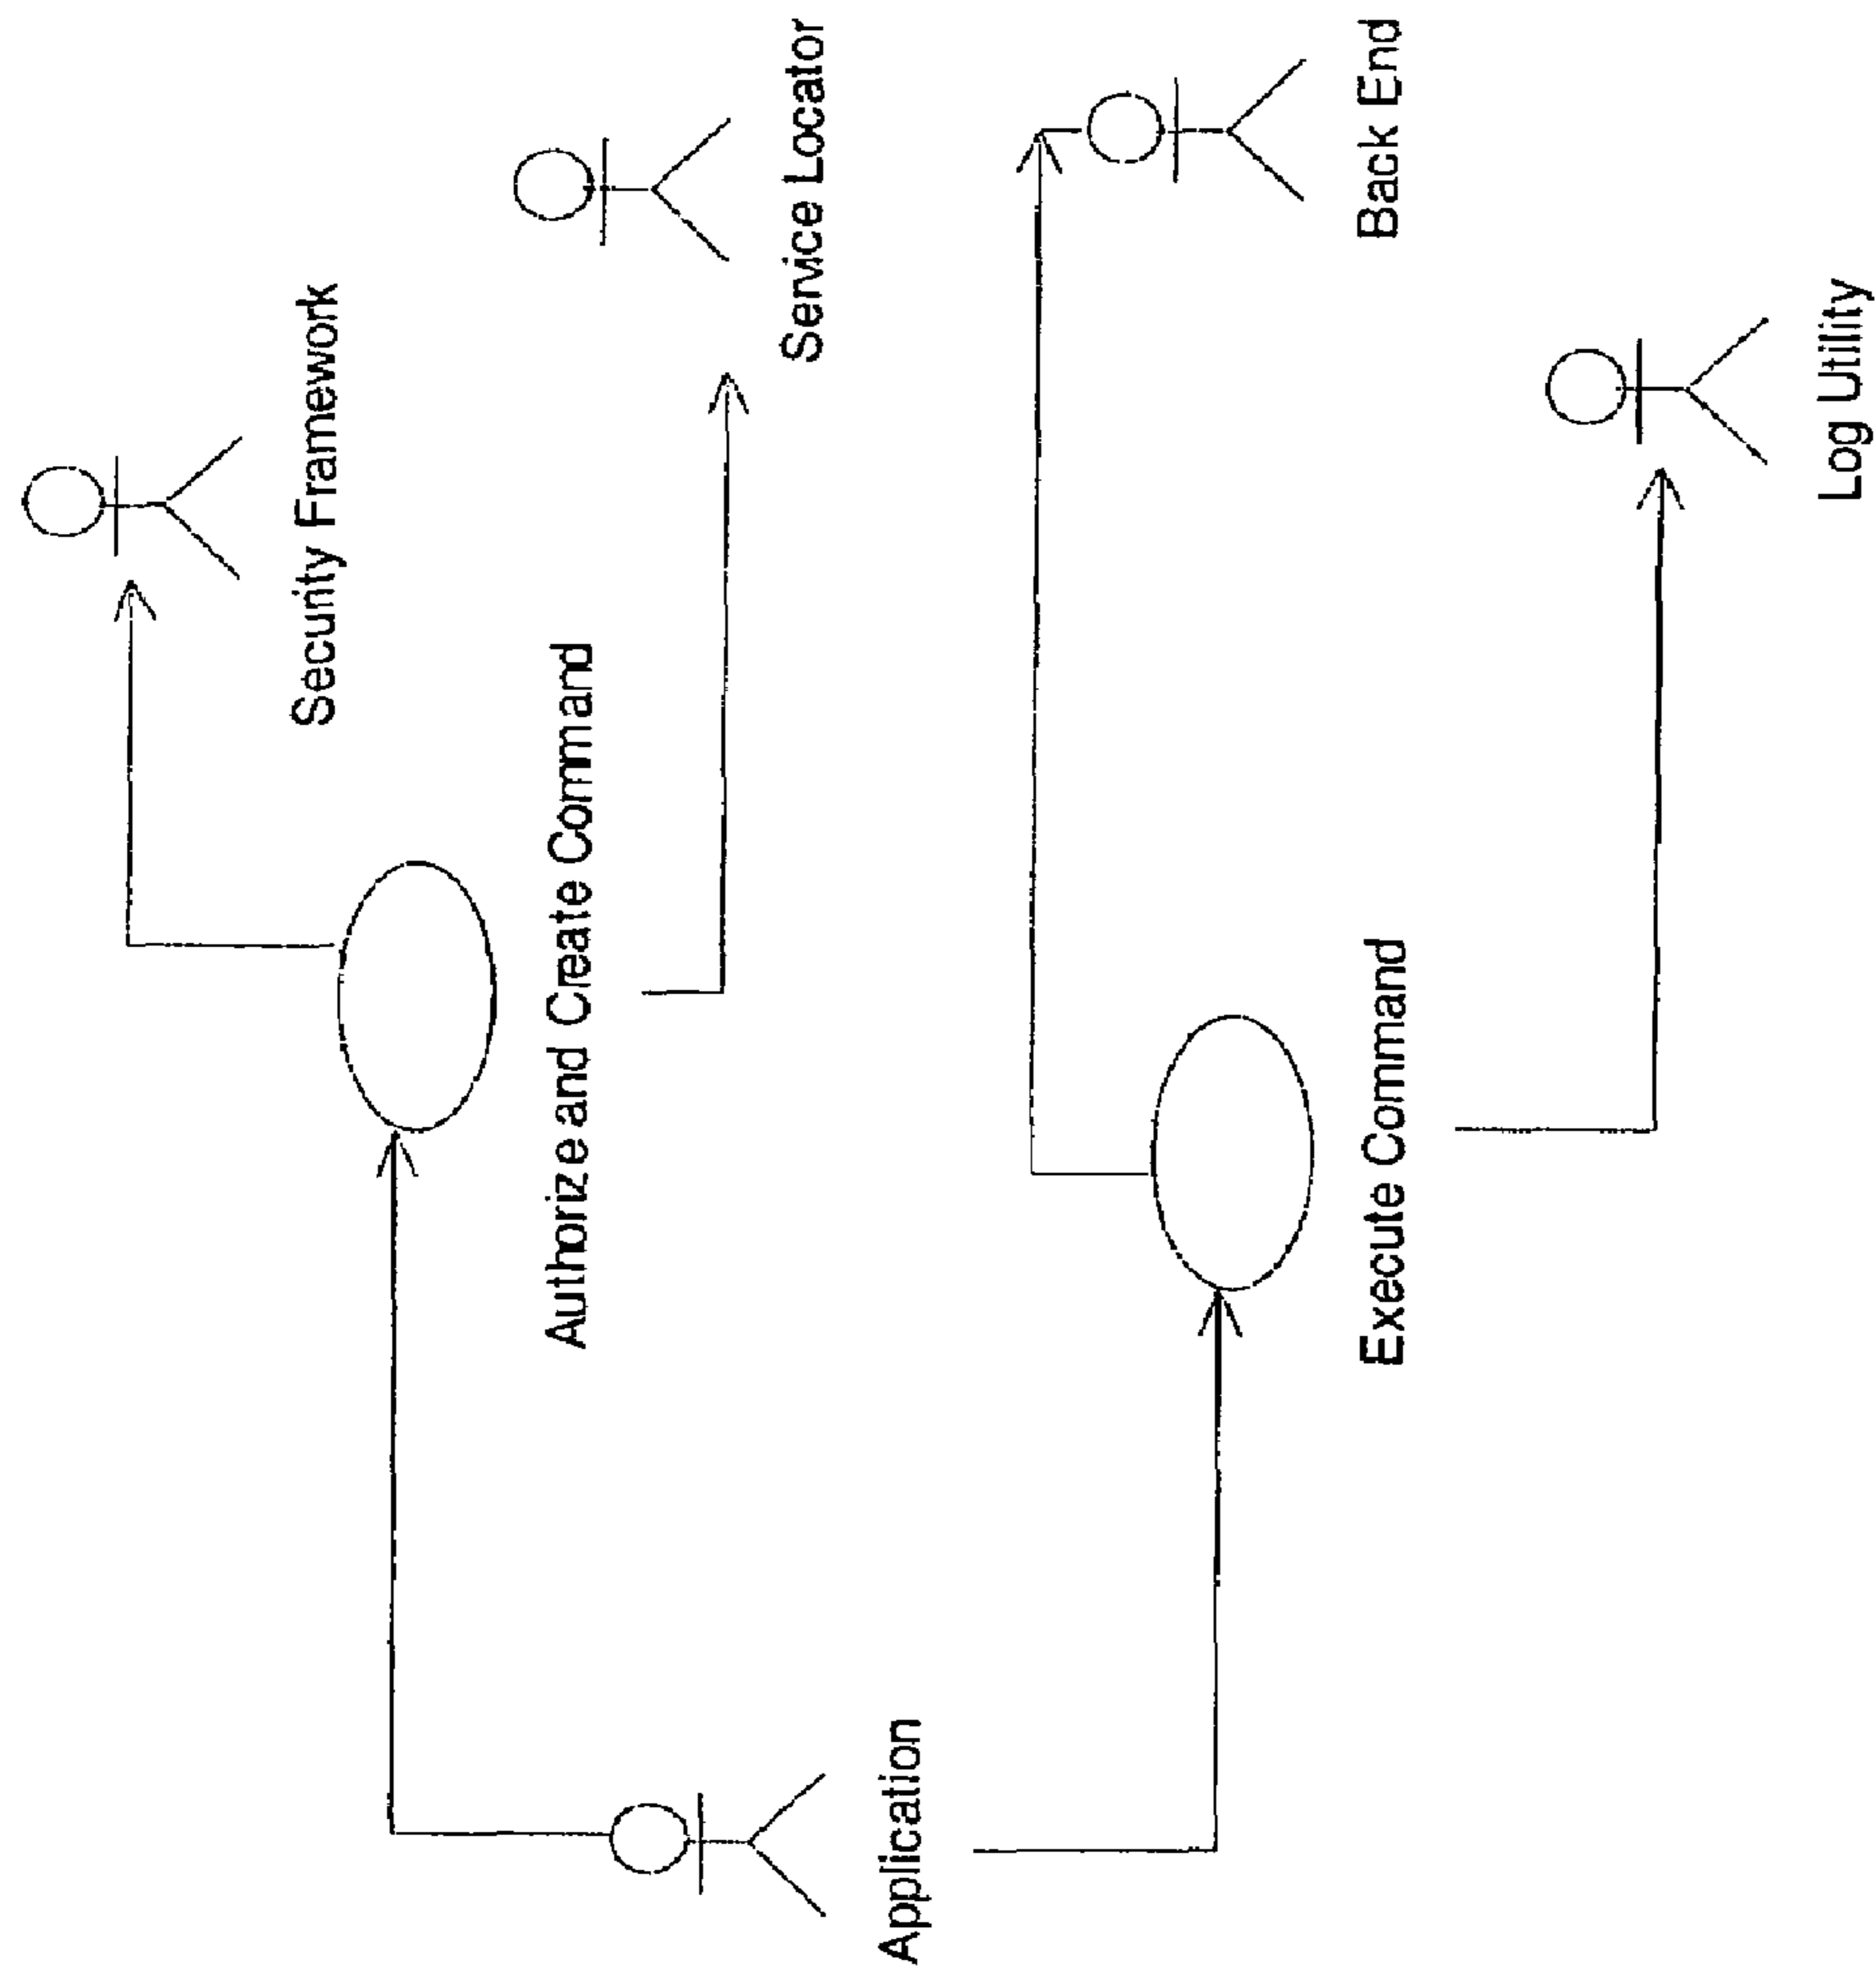 Security Framework
Authorize and Create Command
Service Locator
Application
Back End
Execute Command
Log Utility